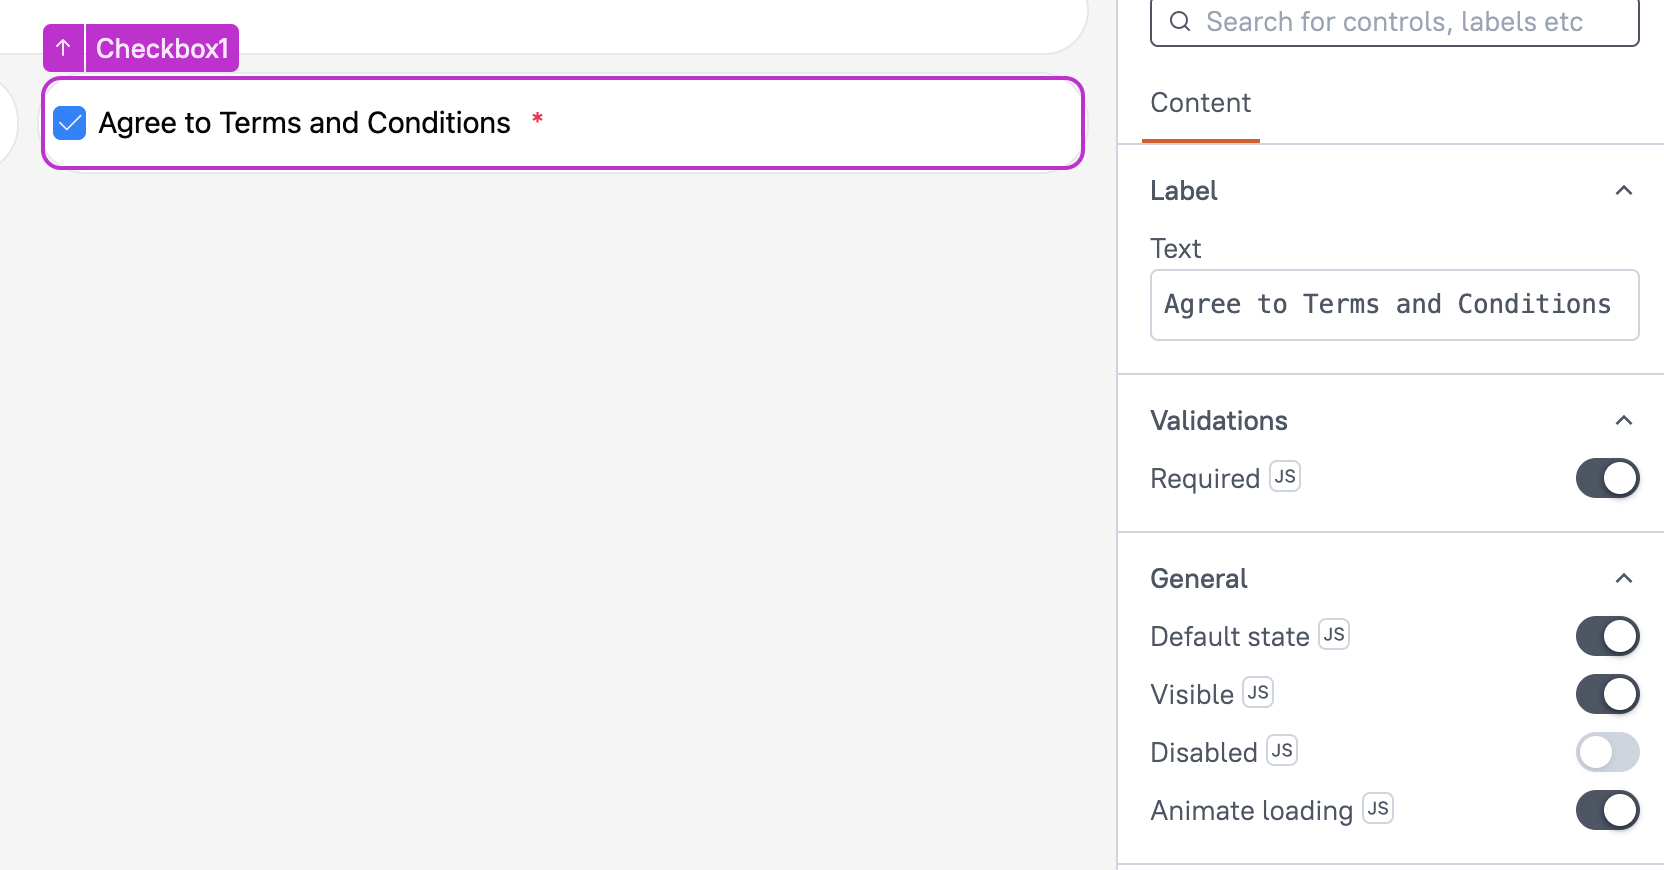 Checkbox1
Agree to Terms and Conditions *
Search for controls, labels etc
Content
Label
Text
Agree to Terms and Conditions
Validations
Required JS
General
Default state JS
Visible JS
Disabled JS
Animate loading JS